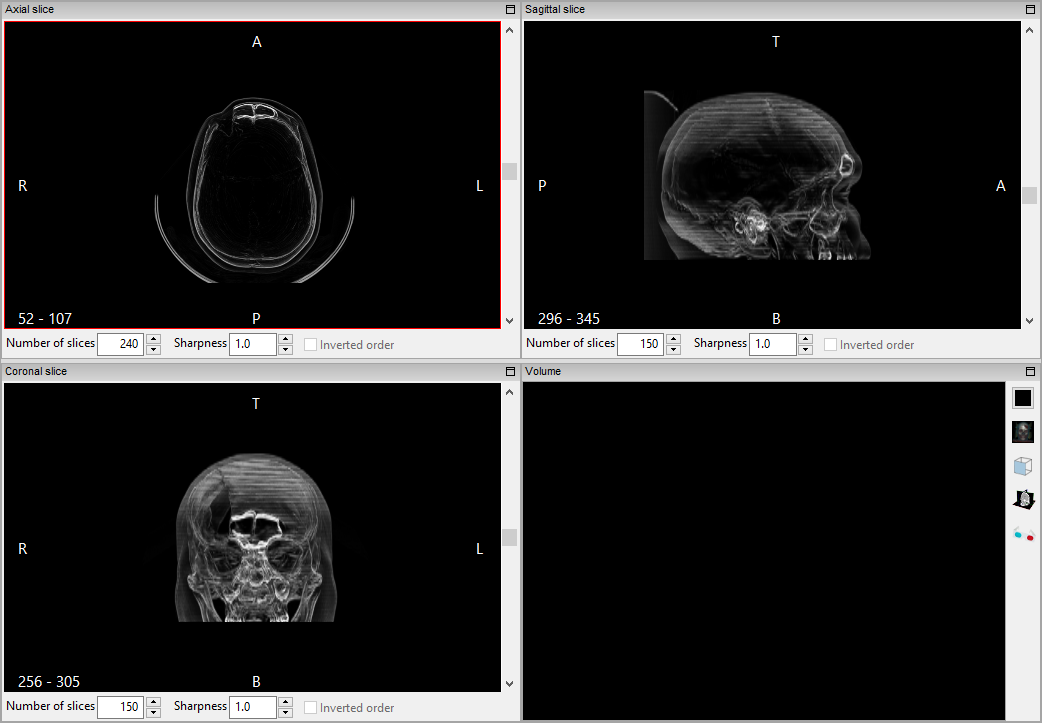 Axial slice
A
R
L
52 - 107
P
Number of slices 240 Sharpness 1.0 Inverted order
Sagittal slice
T
P
A
296 - 345
B
Number of slices 150 Sharpness 1.0 Inverted order
Coronal slice
T
R
L
256 - 305
B
Number of slices 150 Sharpness 1.0 Inverted order
Volume